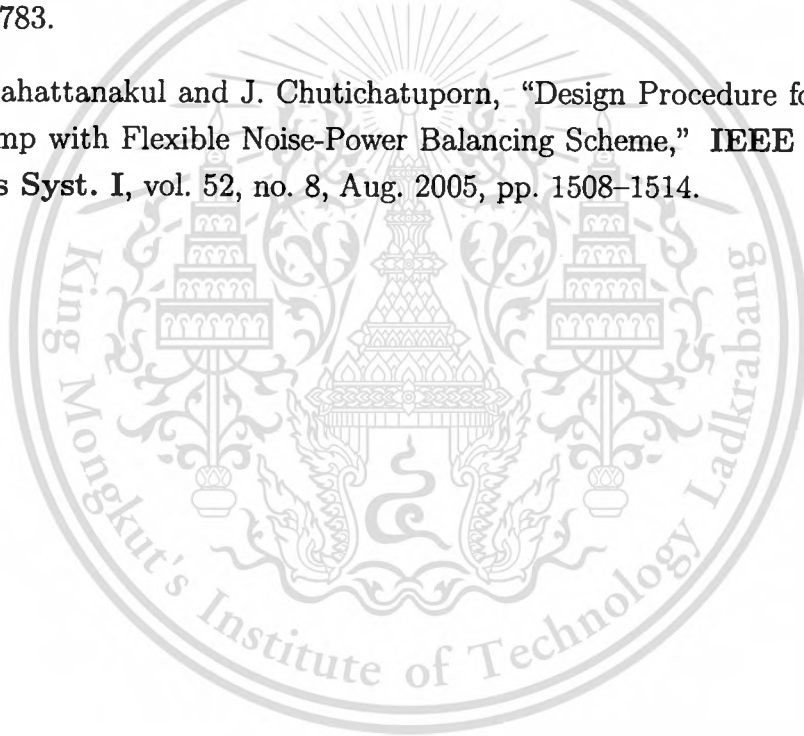 783.
ahattanakul and J. Chutichatuporn, “Design Procedure fo
mp with Flexible Noise-Power Balancing Scheme,” IEEE
s Syst. I, vol. 52, no. 8, Aug. 2005, pp. 1508–1514.
King Mongkut's Institute of Technology Ladkrabang